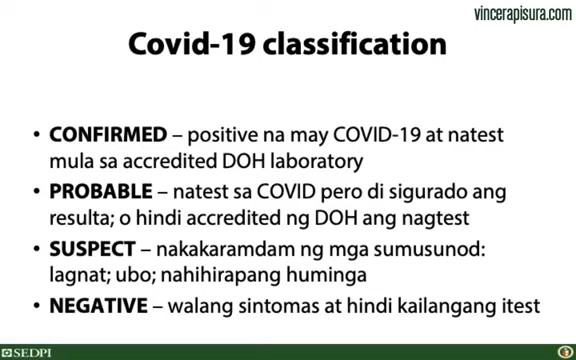 vincerapisura.com
Covid-19 classification
• CONFIRMED – positive na may COVID-19 at natest
mula sa accredited DOH laboratory
• PROBABLE – natest sa COVID pero di sigurado ang
resulta; o hindi accredited ng DOH ang nagtest
• SUSPECT – nakakaramdam ng mga sumusunod:
lagnat; ubo; nahihirapang huminga
• NEGATIVE – walang sintomas at hindi kailangang itest
SEDPI